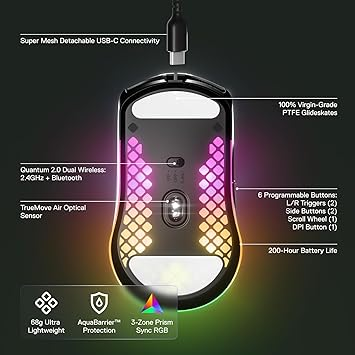 Super Mesh Detachable USB-C Connectivity
100% Virgin-Grade
PTFE Glideskates
Quantum 2.0 Dual Wireless:
2.4GHz + Bluetooth
TrueMove Air Optical
Sensor
6 Programmable Buttons:
L/R Triggers (2)
Side Buttons (2)
Scroll Wheel (1)
DPI Button (1)
200-Hour Battery Life
68g Ultra
Lightweight
AquaBarrier™
Protection
3-Zone Prism
Sync RGB